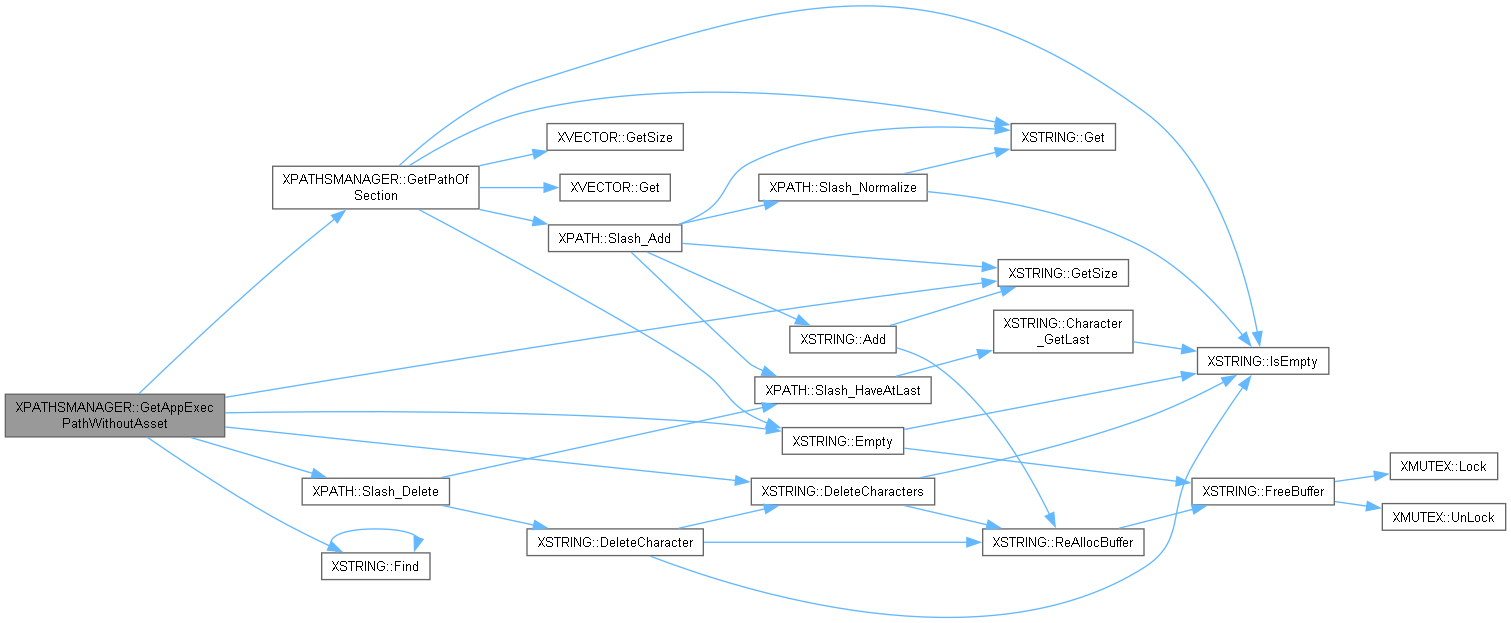 XPATHSMANAGER::GetAppExec
PathWithoutAsset
XPATHSMANAGER::GetPathOf
Section
XPATH::Slash_Delete
XSTRING::Find
XVECTOR::GetSize
XVECTOR::Get
XPATH::Slash_Add
XSTRING::DeleteCharacter
XPATH::Slash_Normalize
XSTRING::Add
XPATH::Slash_HaveAtLast
XSTRING::Empty
XSTRING::DeleteCharacters
XSTRING::Get
XSTRING::GetSize
XSTRING::Character
_GetLast
XSTRING::ReAllocBuffer
XSTRING::IsEmpty
XSTRING::FreeBuffer
XMUTEX::Lock
XMUTEX::UnLock